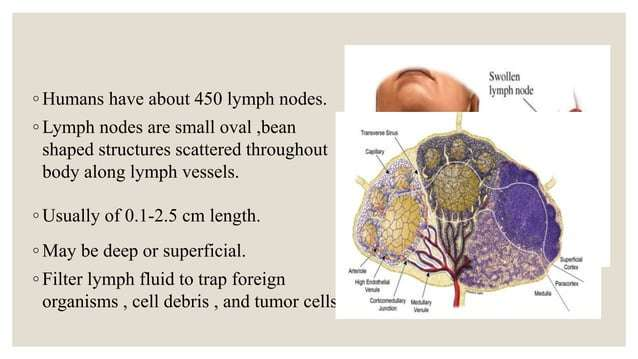 ◦ Humans have about 450 lymph nodes.
◦ Lymph nodes are small oval ,bean
shaped structures scattered throughout
body along lymph vessels.
◦ Usually of 0.1-2.5 cm length.
◦ May be deep or superficial.
◦ Filter lymph fluid to trap foreign
organisms , cell debris , and tumor cells
Swollen
lymph node
Transverse Sinus
Capillary
Arteriole
High Endothelial
Venule
Corticomedullary
Junction
Medullary
Venule
Superficial
Cortex
Paracortex
Medulla